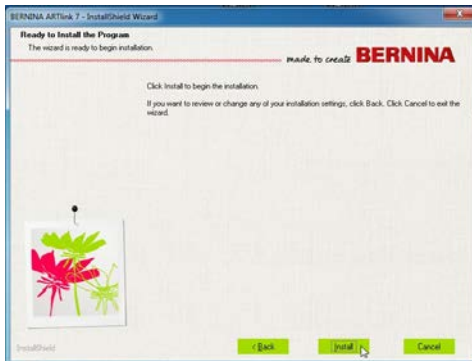 BERNINA ARTlink 7 - InstallShield Wizard
Ready to Install the Program
The wizard is ready to begin installation.
made to create BERNINA
Click Install to begin the installation.
If you want to review or change any of your installation settings, click Back. Click Cancel to exit the
wizard.
InstallShield
< Back
Install
Cancel